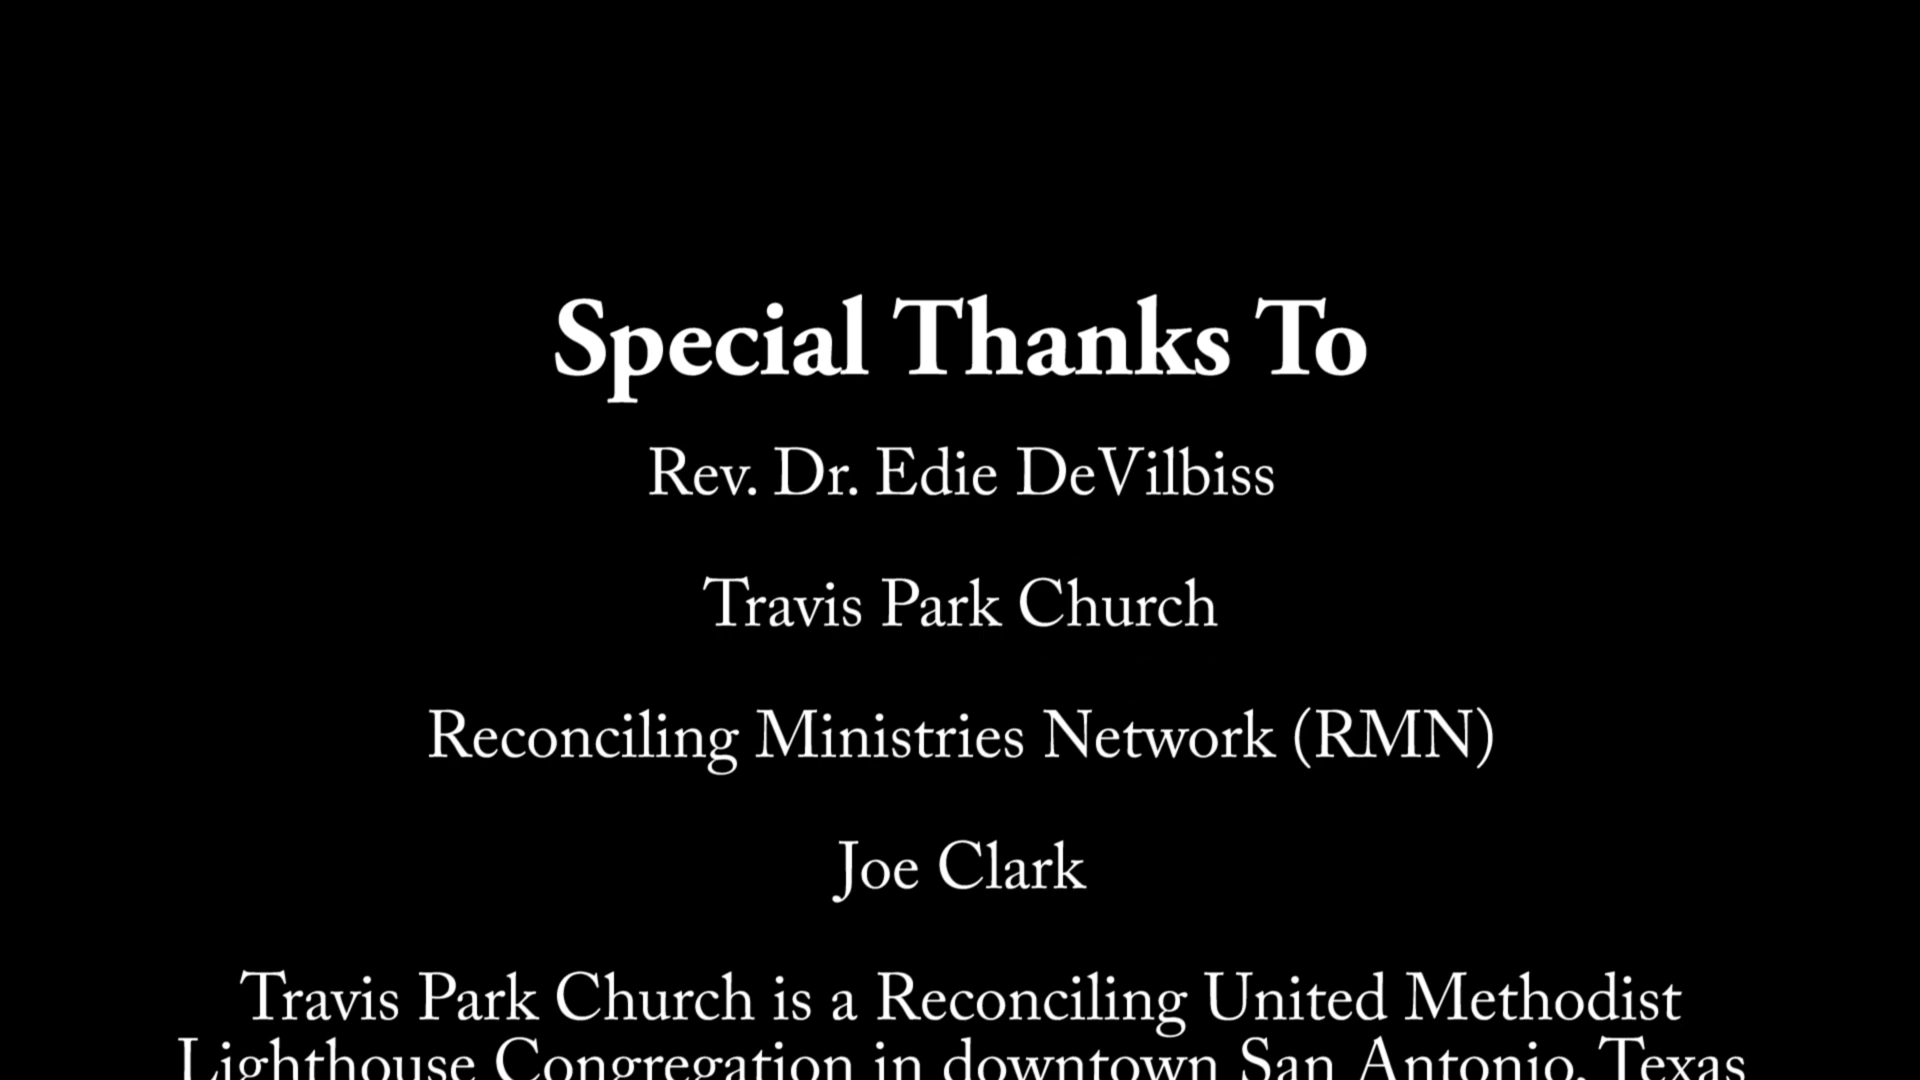 Special Thanks To
Rev. Dr. Edie DeVilbiss
Travis Park Church
Reconciling Ministries Network (RMN)
Joe Clark
Travis Park Church is a Reconciling United Methodist
Lighthouse Congregation in downtown San Antonio, Texas